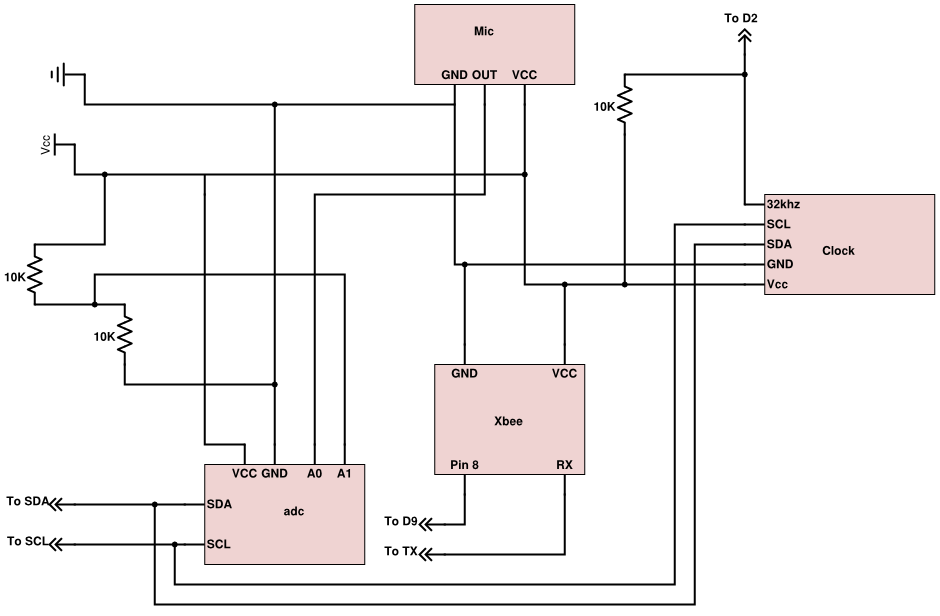 To D2
Mic
GND OUT VCC
10K
Vcc
32khz
SCL
SDA
Clock
GND
Vcc
10K
10K
GND VCC
Xbee
Pin 8 RX
VCC GND A0 A1
To SDA
SDA
adc
To D9
To SCL
SCL
To TX